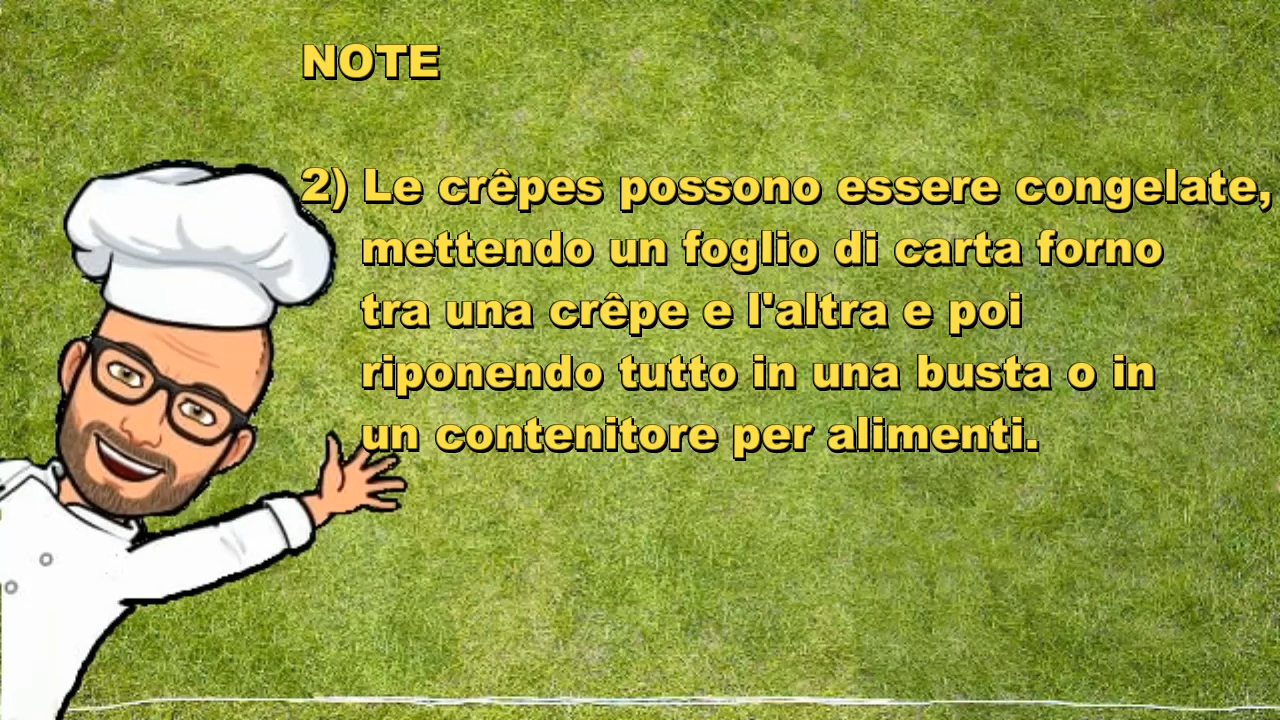 NOTE
2) Le crêpes possono essere congelate,
mettendo un foglio di carta forno
tra una crêpe e l'altra e poi
riponendo tutto in una busta o in
un contenitore per alimenti.